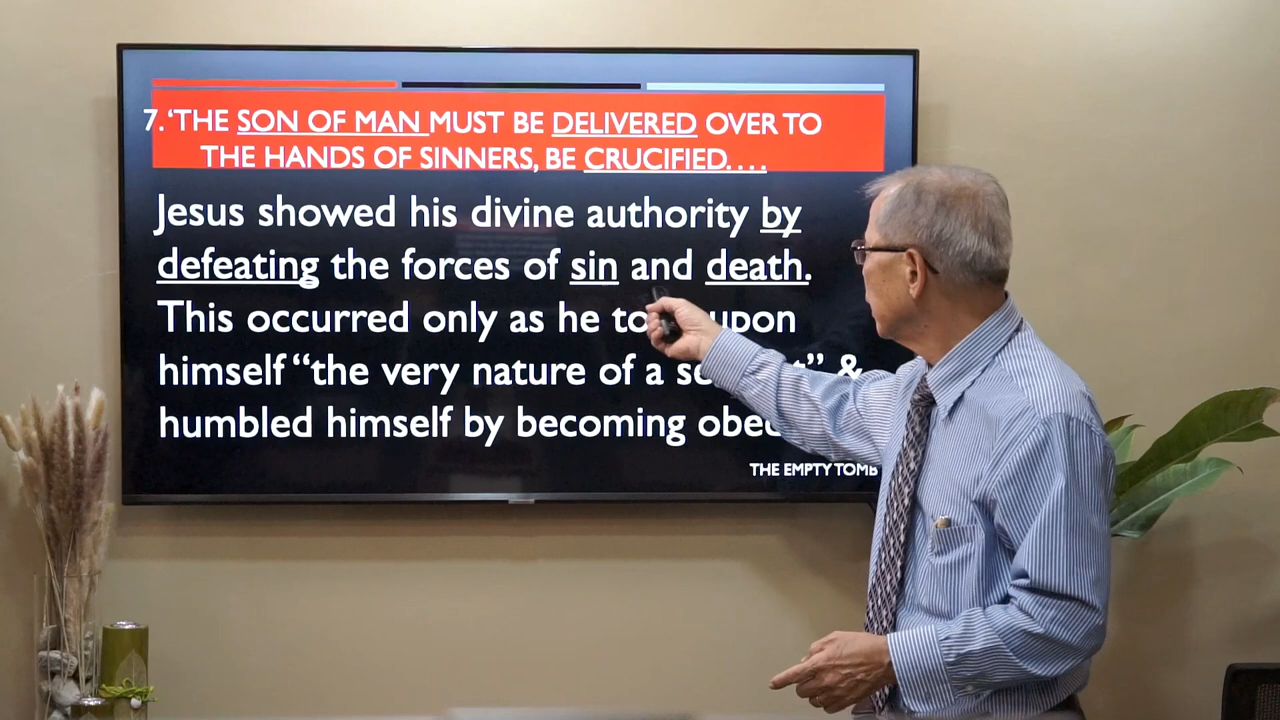 7. ‘THE SON OF MAN MUST BE DELIVERED OVER TO
THE HANDS OF SINNERS, BE CRUCIFIED. . . .
Jesus showed his divine authority by
defeating the forces of sin and death.
This occurred only as he upon
himself “the very nature of a &
humbled himself by becoming
THE EMPTY TOMB